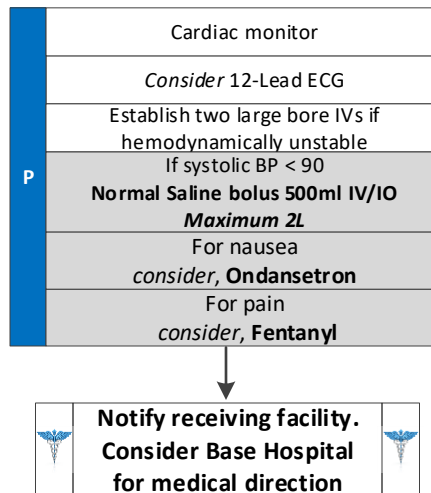 Cardiac monitor
Consider 12-Lead ECG
Establish two large bore IVs if
hemodynamically unstable
P
If systolic BP < 90
Normal Saline bolus 500ml IV/IO
Maximum 2L
For nausea
consider, Ondansetron
For pain
consider, Fentanyl
Notify receiving facility.
Consider Base Hospital
for medical direction